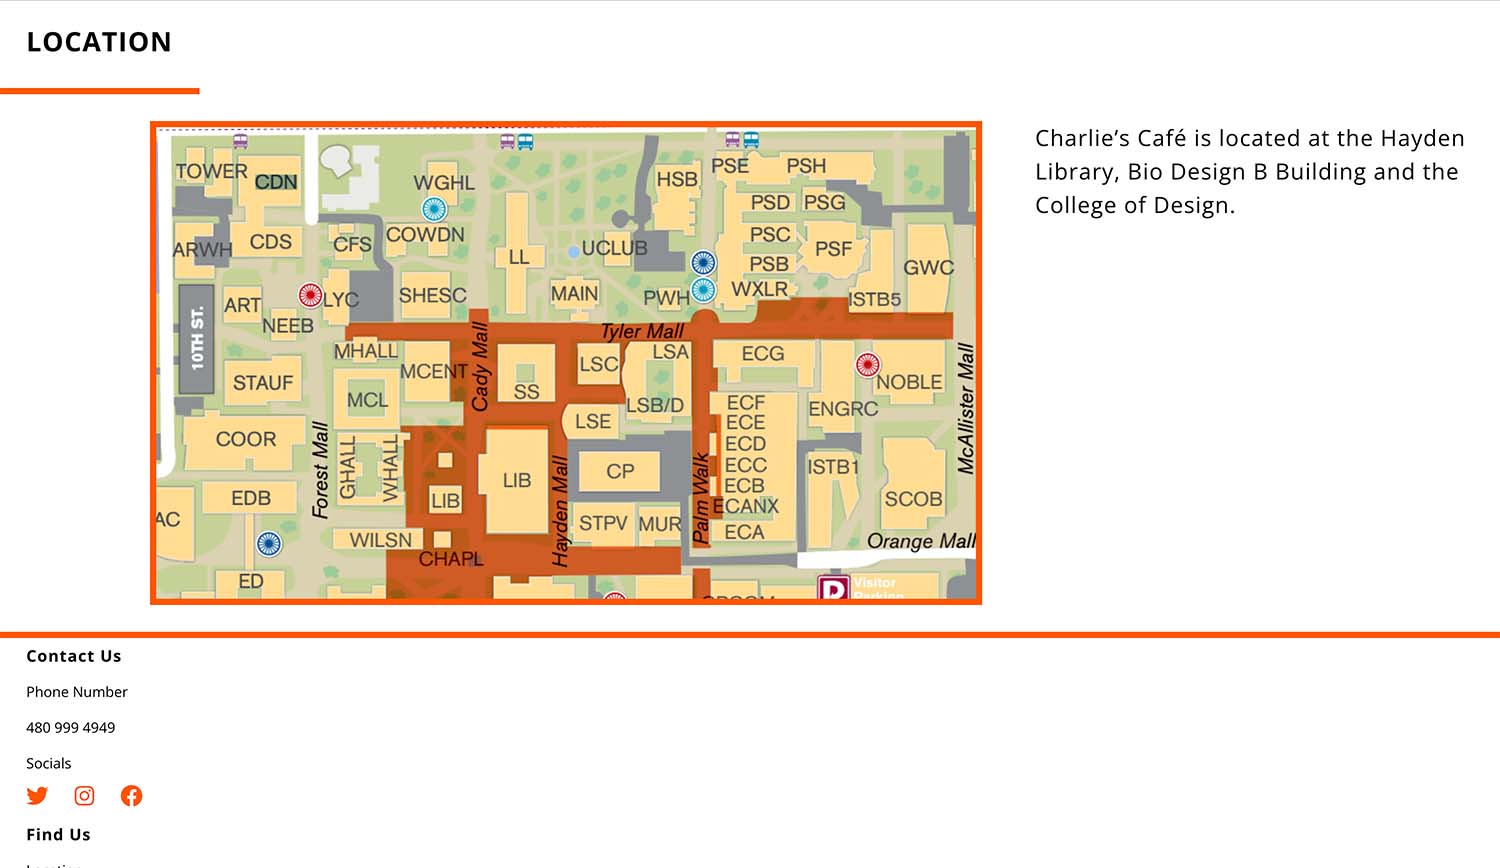 LOCATION
TOWER
CDN
WGHL
HSB
PSE
PSH
PSD
PSG
ARWH
CDS
CFS
COWDN
LL
UCLUB
PSC
PSF
PSB
GWC
ART
LYC
SHESC
MAIN
PWH
WXLR
ISTB5
NEEB
10TH ST.
Tyler Mall
MHALL
MCENT
Cady Mall
SS
LSC
LSA
ECG
NOBLE
McAllister Mall
STAUF
MCL
LSE
LSB/D
ECF
ECE
ECD
ECC
ECB
ECANX
ECA
ENGRC
COOR
Forest Mall
GHALL
WHALL
LIB
LIB
Hayden Mall
CP
Palm Walk
ISTB1
SCOB
EDB
AC
STPV
MUR
WILSN
CHAPL
Orange Mall
ED
P
Visitor
Parking
Charlie’s Café is located at the Hayden
Library, Bio Design B Building and the
College of Design.
Contact Us
Phone Number
480 999 4949
Socials
Find Us